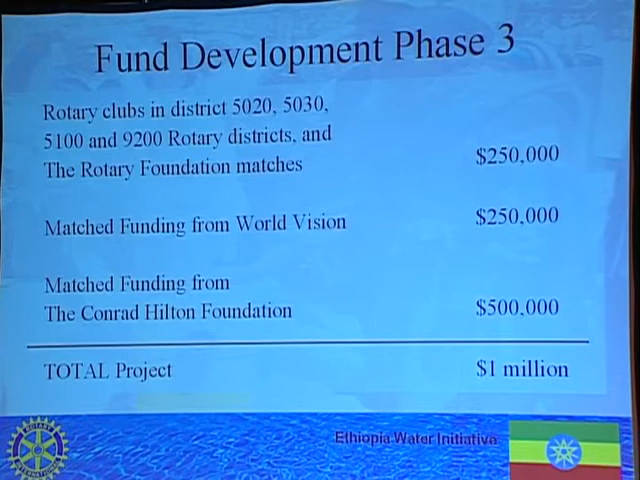 Fund Development Phase 3
Rotary clubs in district 5020, 5030,
5100 and 9200 Rotary districts, and
The Rotary Foundation matches
$250,000
Matched Funding from World Vision
$250,000
Matched Funding from
The Conrad Hilton Foundation
$500,000
TOTAL Project
$1 million
Ethiopia Water Initiative
ROTARY
INTERNATIONAL